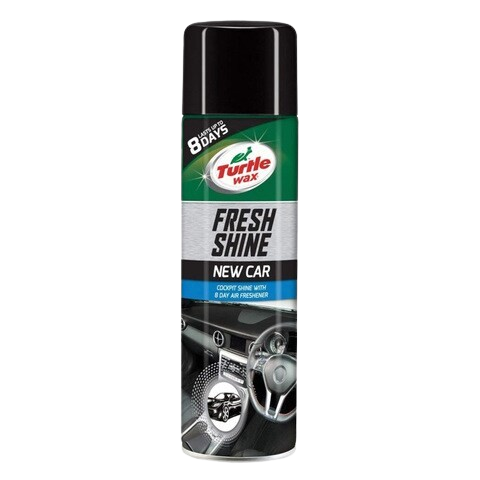 LASTS UP TO
8 DAYS
Turtle
wax
FRESH
SHINE
NEW CAR
COCKPIT SHINE WITH
8 DAY AIR FRESHENER